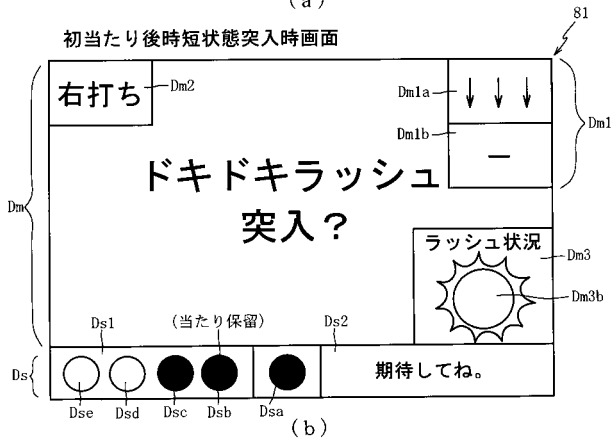 (a)
初当たり後時短状態突入時画面
81
右打ち
Dm2
Dm1a
Dm1b
Dm1
ー
Dm
ドキドキラッシュ
突入？
ラッシュ状況
Dm3
Dm3b
Ds1
(当たり保留)
Ds2
Ds
期待してね。
Dse
Dsd
Dsc
Dsb
Dsa
(b)